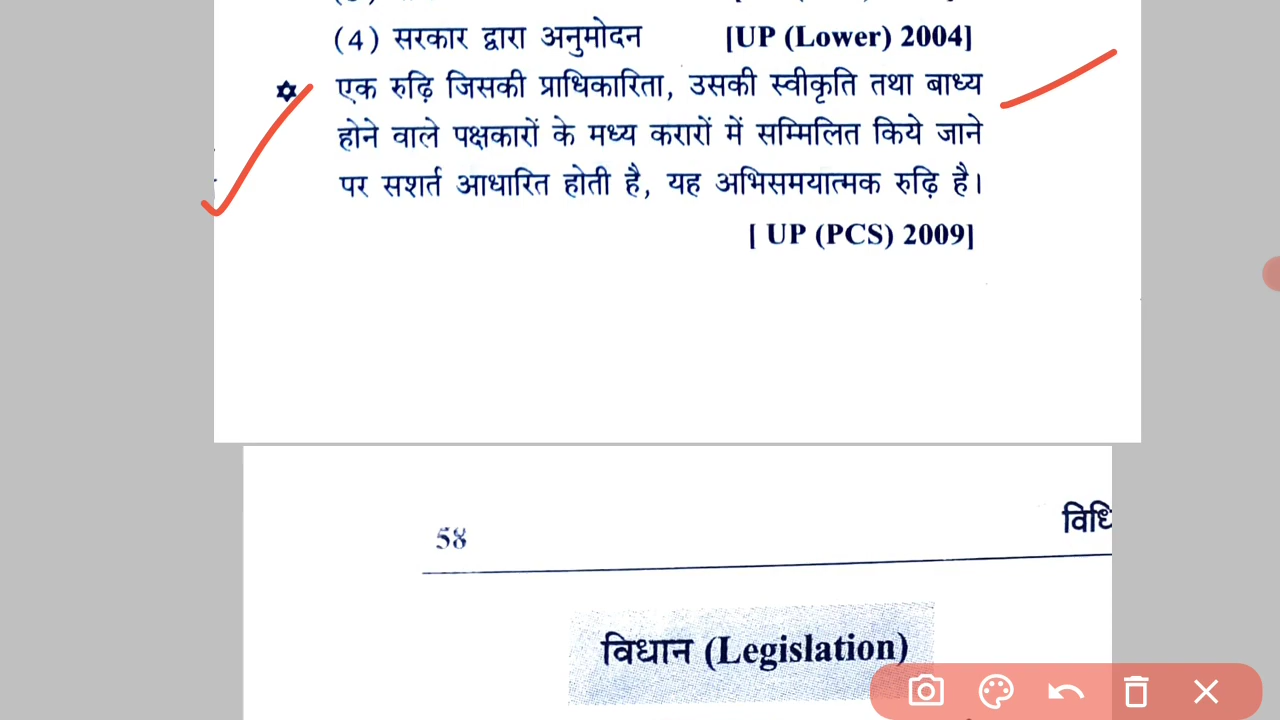 (4) सरकार द्वारा अनुमोदन [UP (Lower) 2004]
एक रुढ़ि जिसकी प्राधिकारिता, उसकी स्वीकृति तथा बाध्य
होने वाले पक्षकारों के मध्य करारों में सम्मिलित किये जाने
पर सशर्त आधारित होती है, यह अभिसमयात्मक रुढ़ि है।
[ UP (PCS) 2009]
58
विधि
विधान (Legislation)